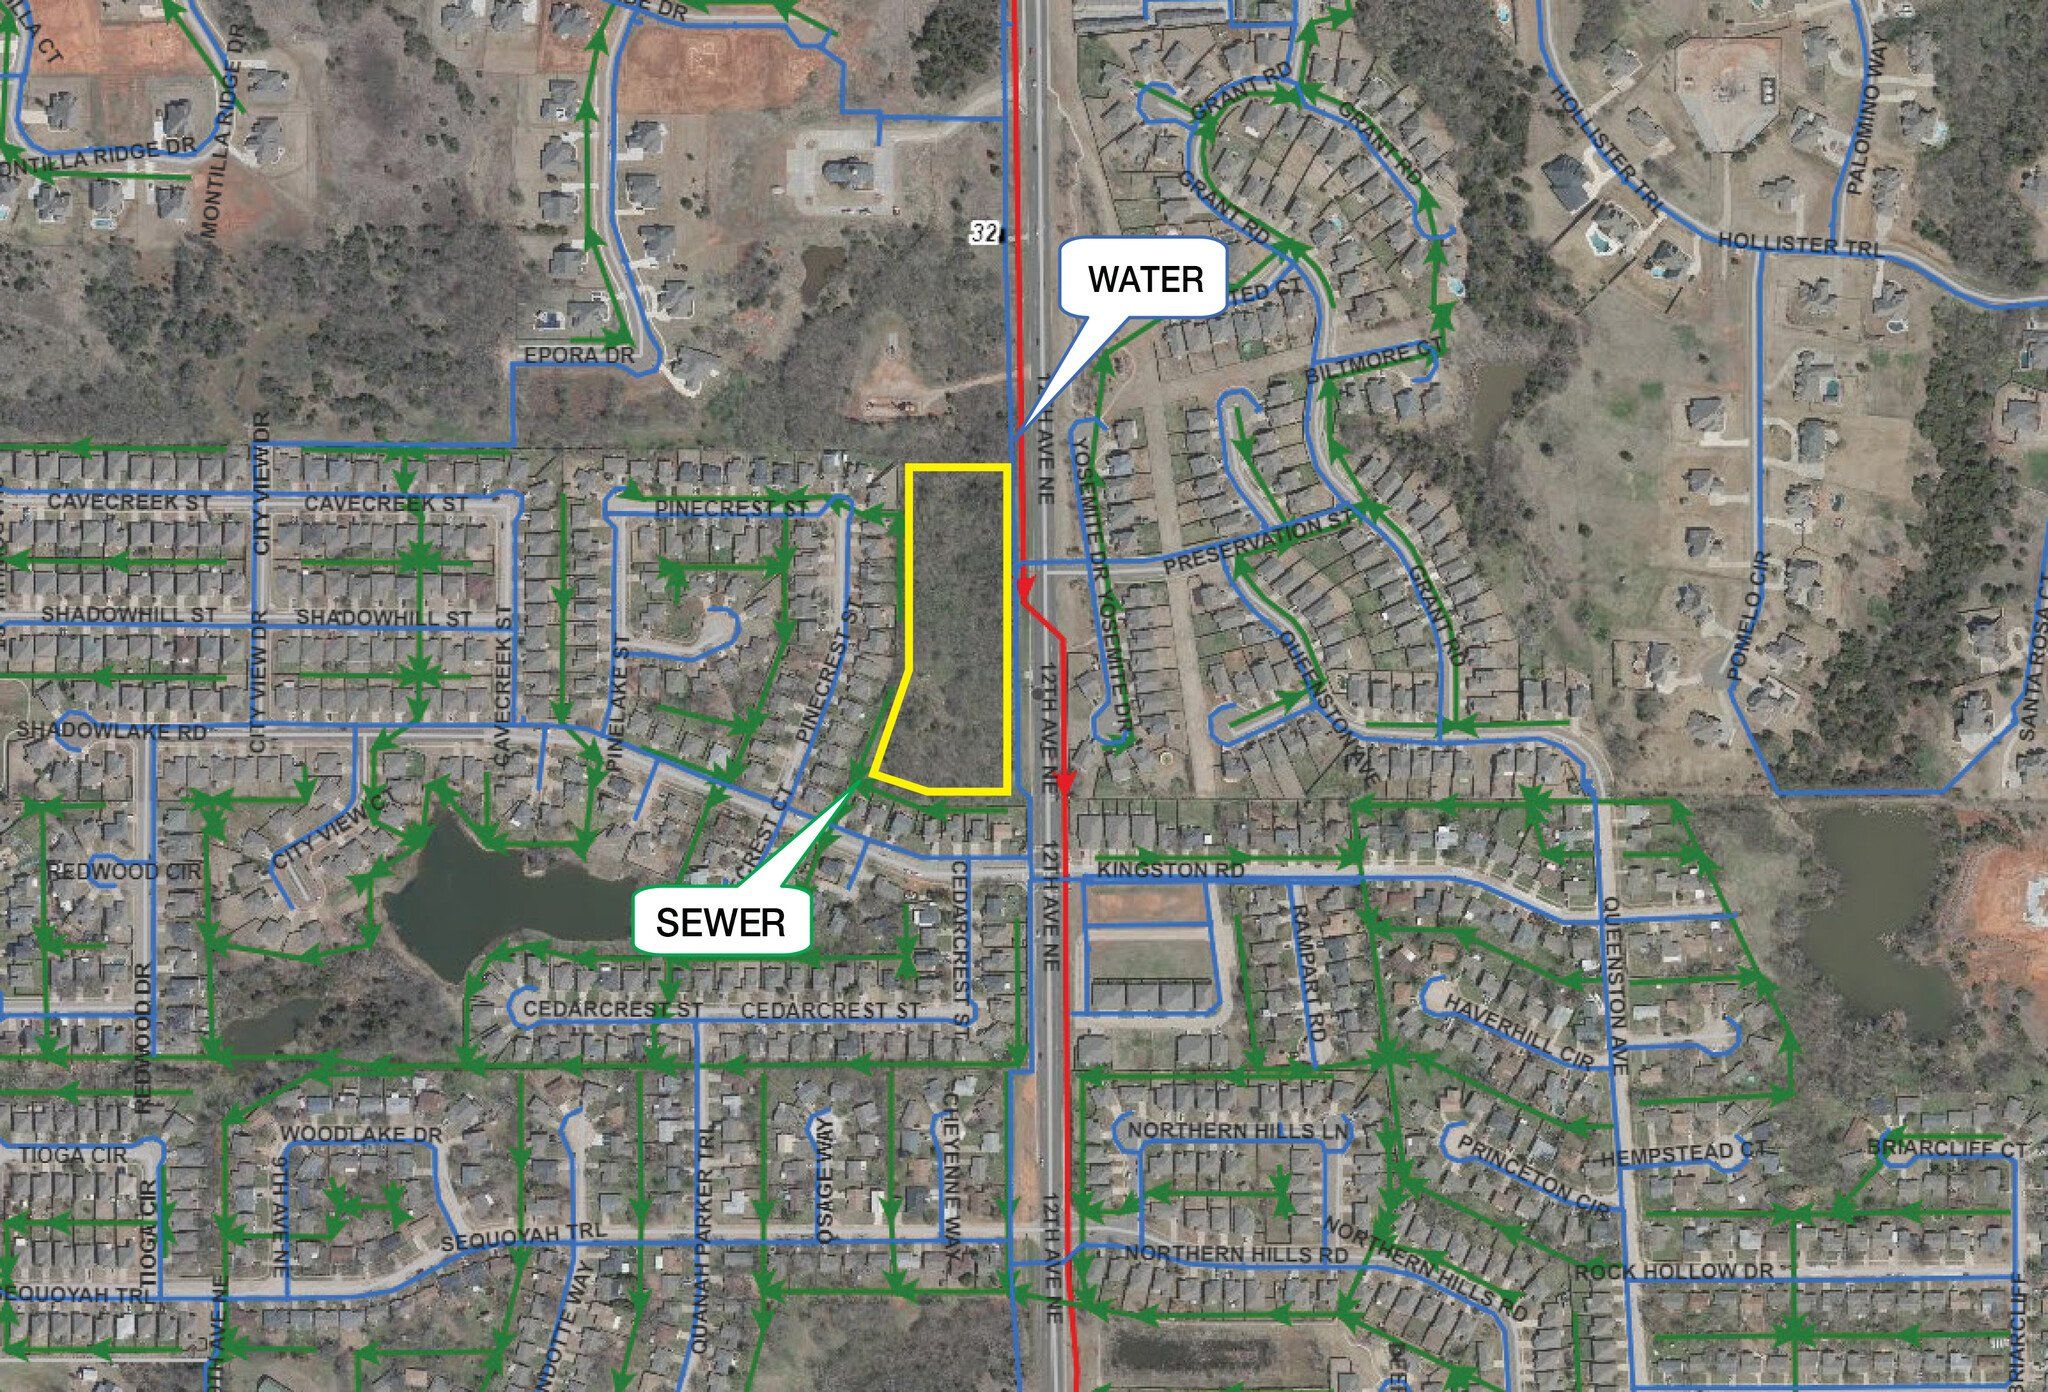 MONTILLA RIDGE DR
GRANT RD
GRANT RD
HOLLISTER TRL
PALOMINO WAY
MONTILLA RIDGE DR
GRANT RD
32
HOLLISTER TRL
WATER
EPORA DR
BILTMORE CT
12TH AVE NE
CITY VIEW DR
CAVECREEK ST
CAVECREEK ST
PINECREST ST
YOSEMITE DR
YOSEMITE DR
PRESERVATION ST
GRANT RD
POMELO CIR
SANTA ROSA CT
SHADOWHILL ST
SHADOWHILL ST
CITY VIEW DR
CAVECREEK ST
PINELAKE ST
PINECREST ST
QUEENSTON AVE
12TH AVE NE
SHADOWLAKE RD
CITY VIEW CT
REDWOOD CIR
KINGSTON RD
12TH AVE NE
CEDARCREST ST
SEWER
RAMPART RD
QUEENSTON AVE
REDWOOD DR
CEDARCREST ST
CEDARCREST ST
HAVERHILL CIR
TIOGA CIR
WOODLAKE DR
9TH AVE NE
TIOGA CIR
QUANAH PARKER TRL
OSAGE WAY
CHEYENNE WAY
NORTHERN HILLS LN
PRINCETON CIR
HEMPSTEAD CT
BRIARCLIFF CT
SEQUOYAH TRL
12TH AVE NE
NORTHERN HILLS RD
NORTHERN HILLS RD
ROCK HOLLOW DR